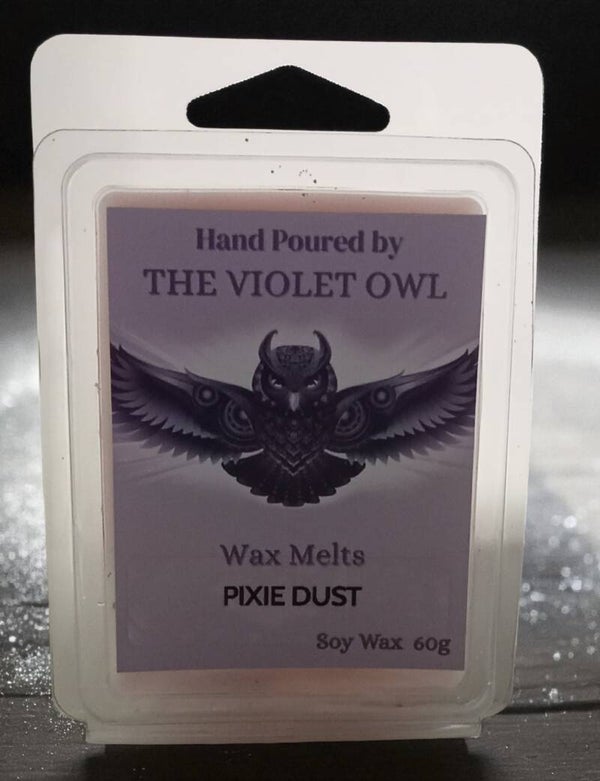 Hand Poured by
THE VIOLET OWL
Wax Melts
PIXIE DUST
Soy Wax 60g